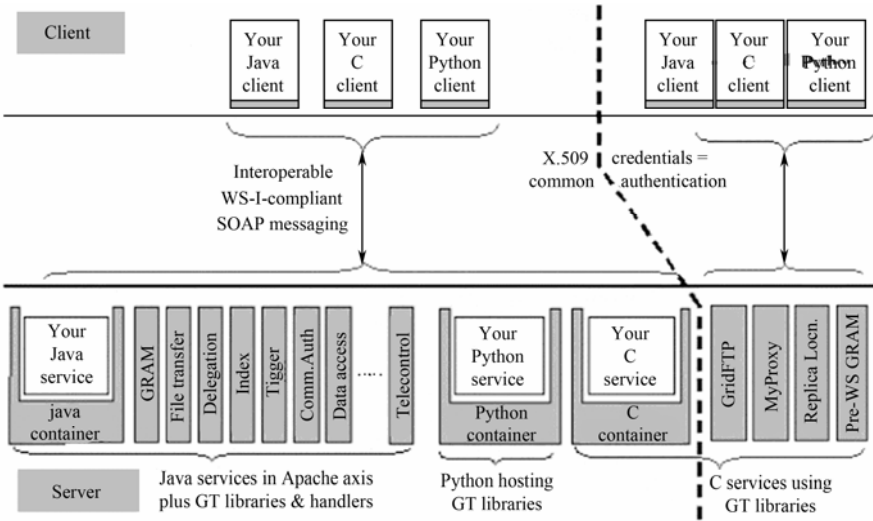 Client
Your
Java
client
Your
C
client
Your
Python
client
Your
Java
client
Your
C
client
Your
Python
client
Interoperable
WS-I-compliant
SOAP messaging
X.509 credentials =
common authentication
Your
Java
service
java
container
GRAM
File transfer
Delegation
Index
Tigger
Comm.Auth
Data access
......
Telecontrol
Your
Python
service
Python
container
Your
C
service
C
container
GridFTP
MyProxy
Replica Locn.
Pre-WS GRAM
Server
Java services in Apache axis
plus GT libraries & handlers
Python hosting
GT libraries
C services using
GT libraries